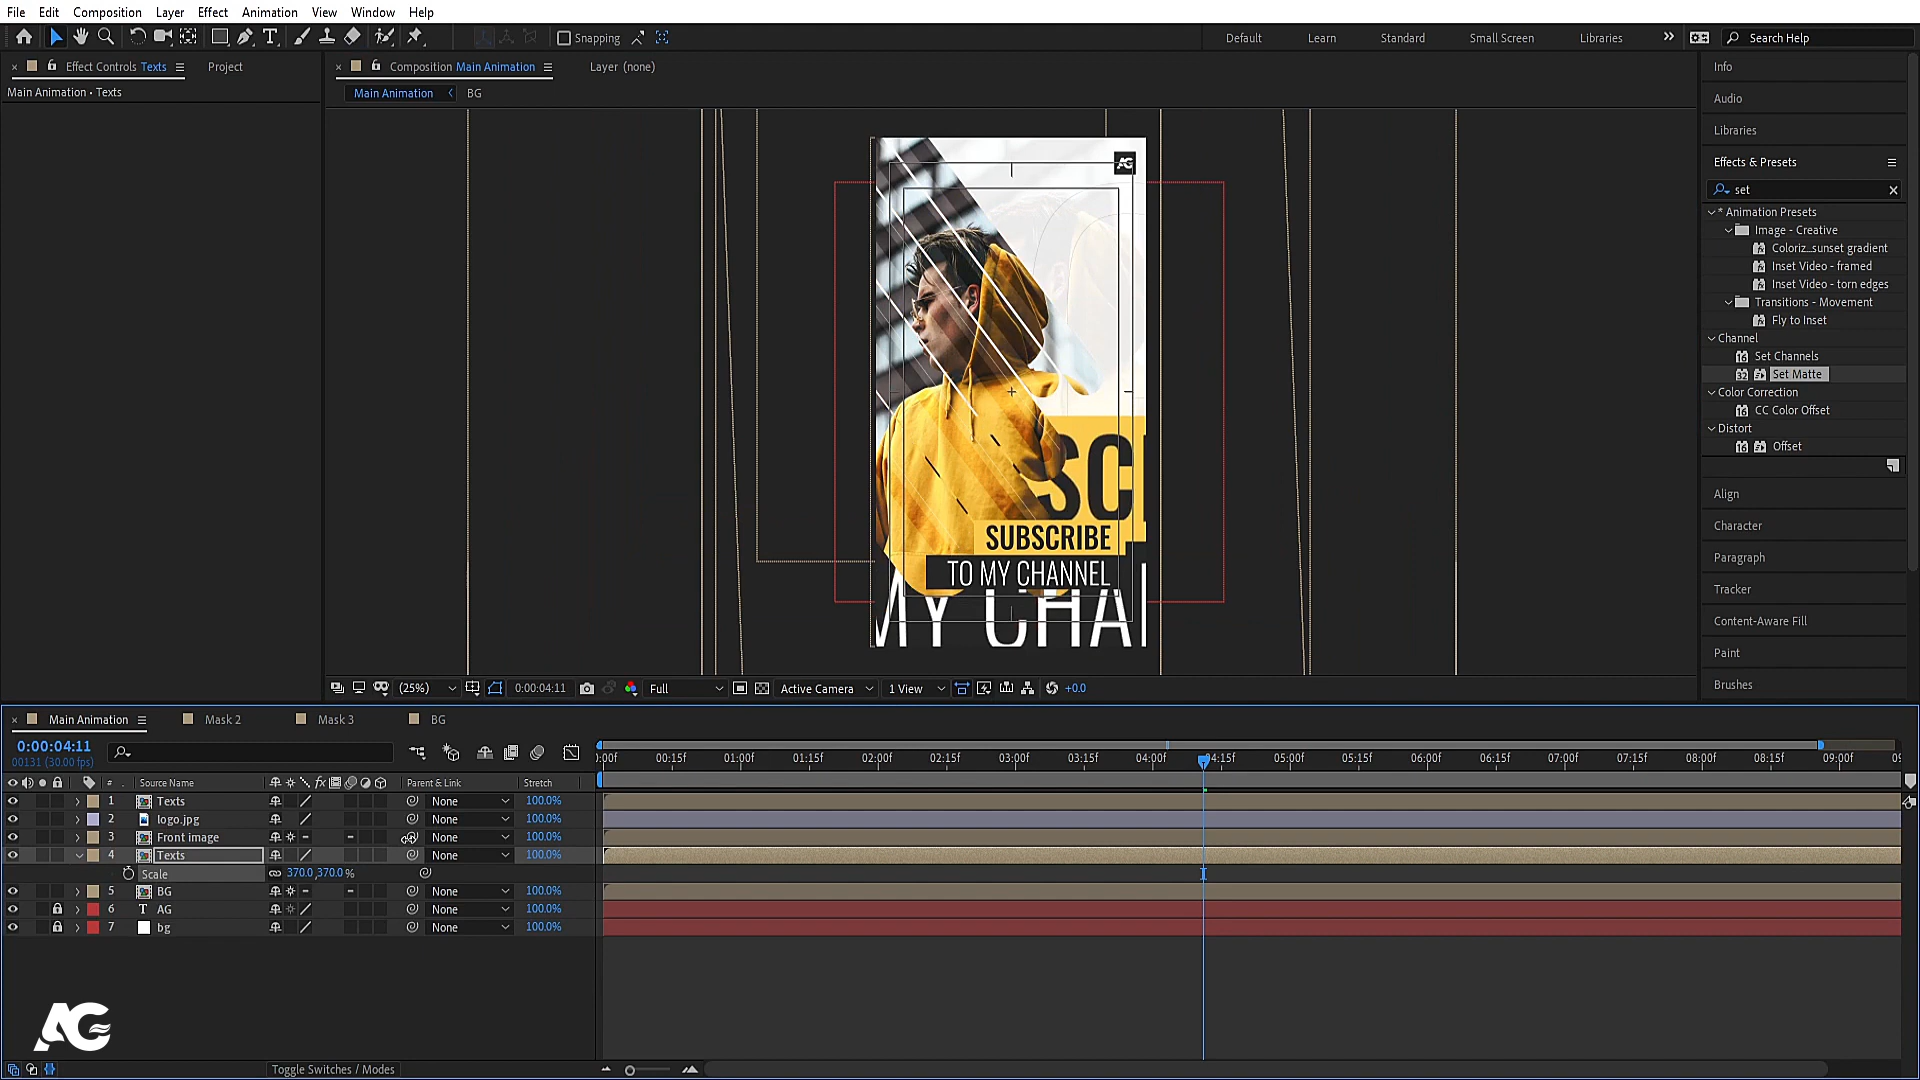 File Edit Composition Layer Effect Animation View Window Help
Snapping Default Learn Standard Small Screen Libraries Search Help
Effect Controls Texts Project
Composition Main Animation Layer (none)
Main Animation • Texts
Main Animation BG
AG
SCI
SUBSCRIBE
TO MY CHANNEL
MY CHA
(25%) 0:00:04:11 Full Active Camera 1 View +0.0
Info
Audio
Libraries
Effects & Presets
set
* Animation Presets
Image - Creative
Coloriz...sunset gradient
Inset Video - framed
Inset Video - torn edges
Transitions - Movement
Fly to Inset
Channel
Set Channels
Set Matte
Color Correction
CC Color Offset
Distort
Offset
Align
Character
Paragraph
Tracker
Content-Aware Fill
Paint
Brushes
Main Animation Mask 2 Mask 3 BG
0:00:04:11
00131 (30.00 fps)
:00f 00:15f 01:00f 01:15f 02:00f 02:15f 03:00f 03:15f 04:00f 04:15f 05:00f 05:15f 06:00f 06:15f 07:00f 07:15f 08:00f 08:15f 09:00f 09
# . Source Name fx Parent & Link Stretch
1 Texts None 100.0%
2 logo.jpg None 100.0%
3 Front image None 100.0%
4 Texts None 100.0%
Scale 370.0,370.0%
5 BG None 100.0%
6 T AG None 100.0%
7 bg None 100.0%
AG
Toggle Switches / Modes